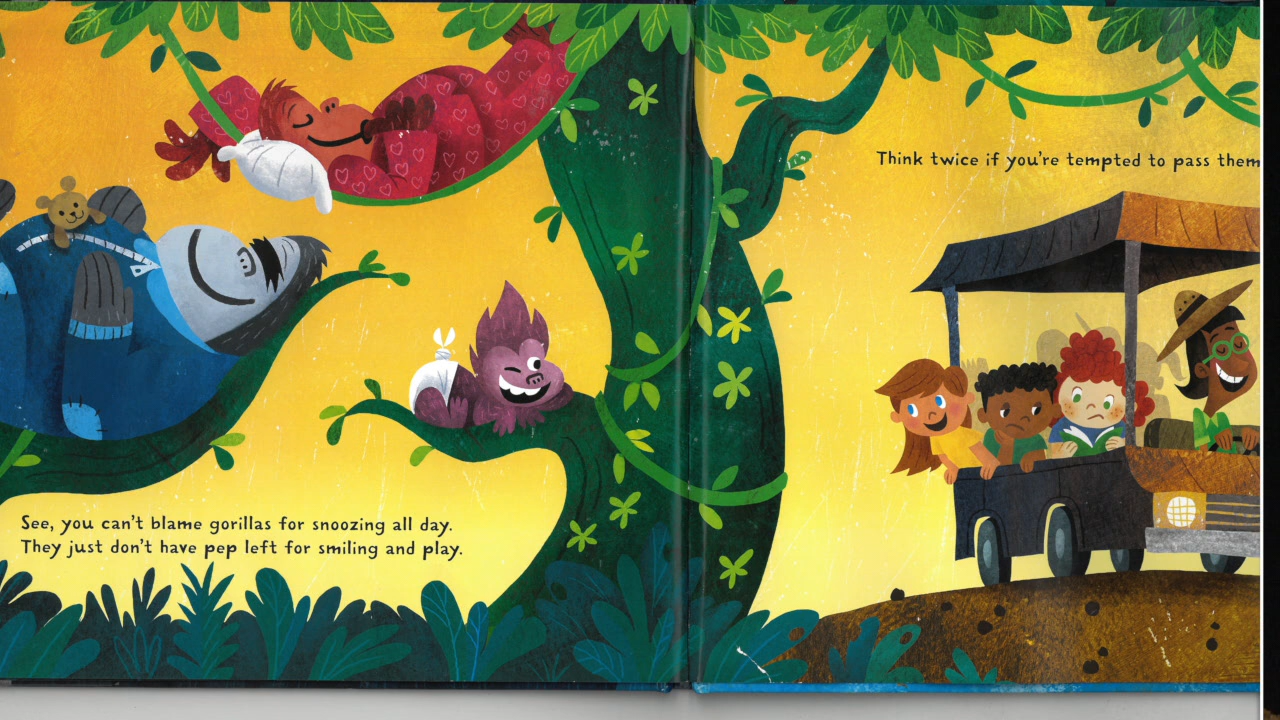 See, you can't blame gorillas for snoozing all day.
They just don't have pep left for smiling and play.
Think twice if you're tempted to pass them